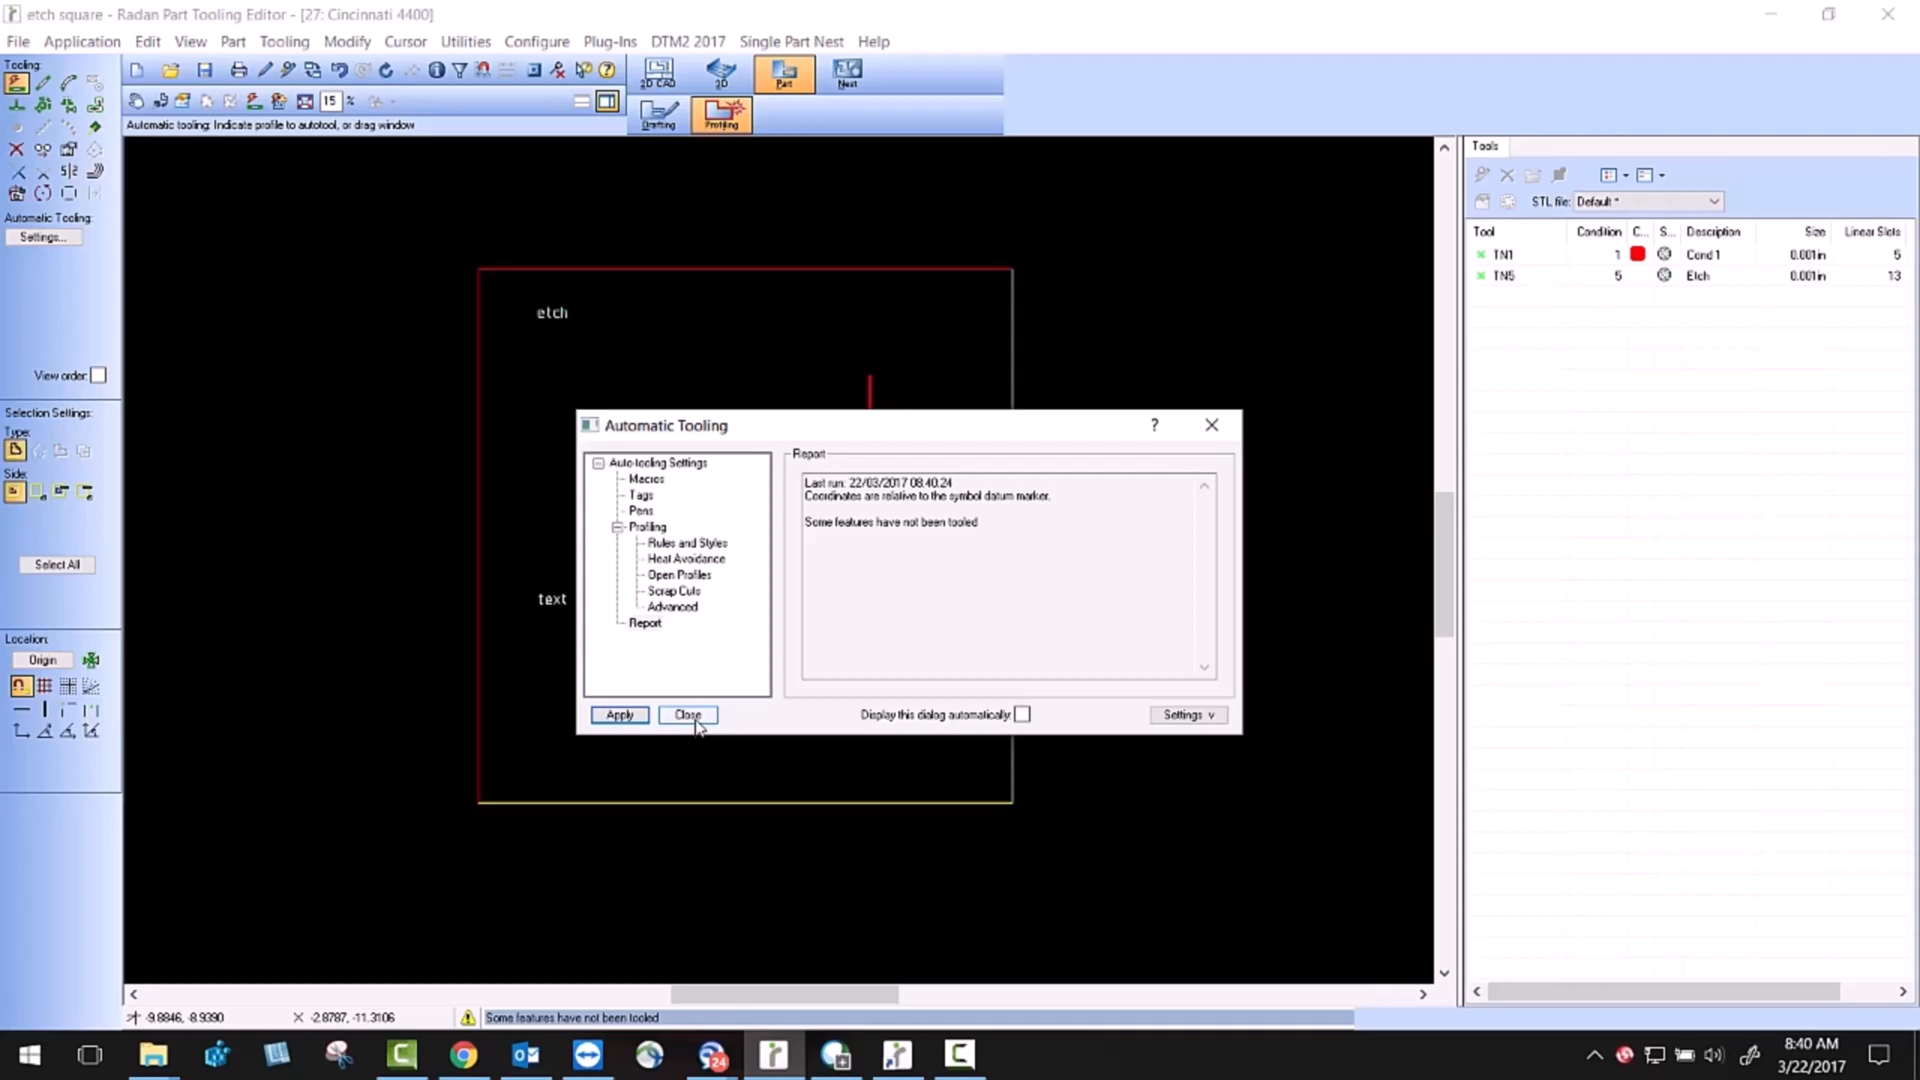 etch square - Radan Part Tooling Editor - [27: Cincinnati 4400]
File Application Edit View Part Tooling Modify Cursor Utilities Configure Plug-Ins DTM2 2017 Single Part Nest Help
Tooling:
2D CAD 3D Part Nest
15 %
Drafting Profiling
Automatic tooling: Indicate profile to autotool, or drag window
Automatic Tooling:
Settings...
View order:
Selection Settings:
Type:
Side:
Select All
Location:
Origin
etch
text
Automatic Tooling ?
Auto-tooling Settings
Macros
Tags
Pens
Profiling
Rules and Styles
Heat Avoidance
Open Profiles
Scrap Cuts
Advanced
Report
Report
Last run: 22/03/2017 08.40.24
Coordinates are relative to the symbol datum marker.
Some features have not been tooled
Apply Close Display this dialog automatically: Settings v
Tools
STL file: Default *
Tool Condition C... S... Description Size Linear Slots
TN1 1 Cond 1 0.001in 5
TN5 5 Etch 0.001in 13
-9.8846, -8.9390 -2.8787, -11.3106 Some features have not been tooled
24
8:40 AM
3/22/2017